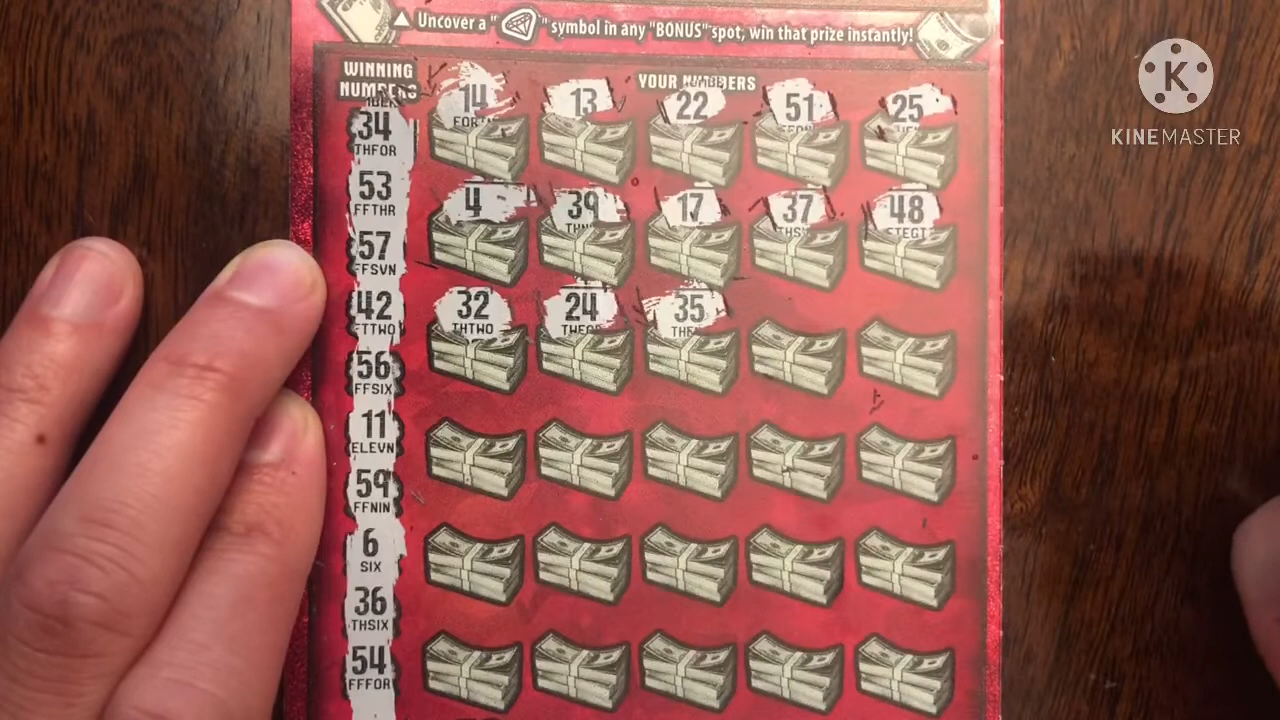 ▲ Uncover a " " symbol in any "BONUS" spot, win that prize instantly!
WINNING NUMBERS
YOUR NUMBERS
K
KINEMASTER
14 13 22 51 25
34
THFOR
53
FFTHR
4 39 17 37 48
57
FFSVN
42
32 24 35
THTWO
56
FFSIX
11
ELEVN
59
FFNIN
6
SIX
36
THSIX
54
FFFOR